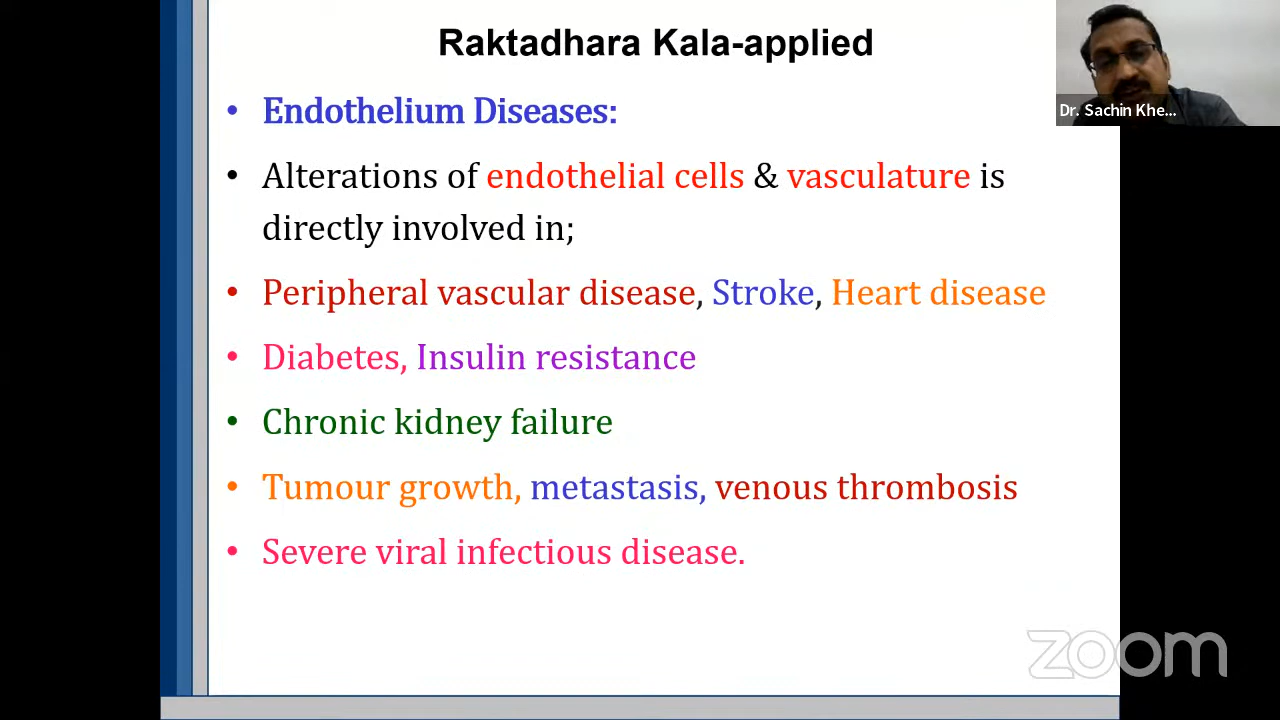 Raktadhara Kala-applied
Dr. Sachin Khe...
• Endothelium Diseases:
• Alterations of endothelial cells & vasculature is
directly involved in;
• Peripheral vascular disease, Stroke, Heart disease
• Diabetes, Insulin resistance
• Chronic kidney failure
• Tumour growth, metastasis, venous thrombosis
• Severe viral infectious disease.
zoom